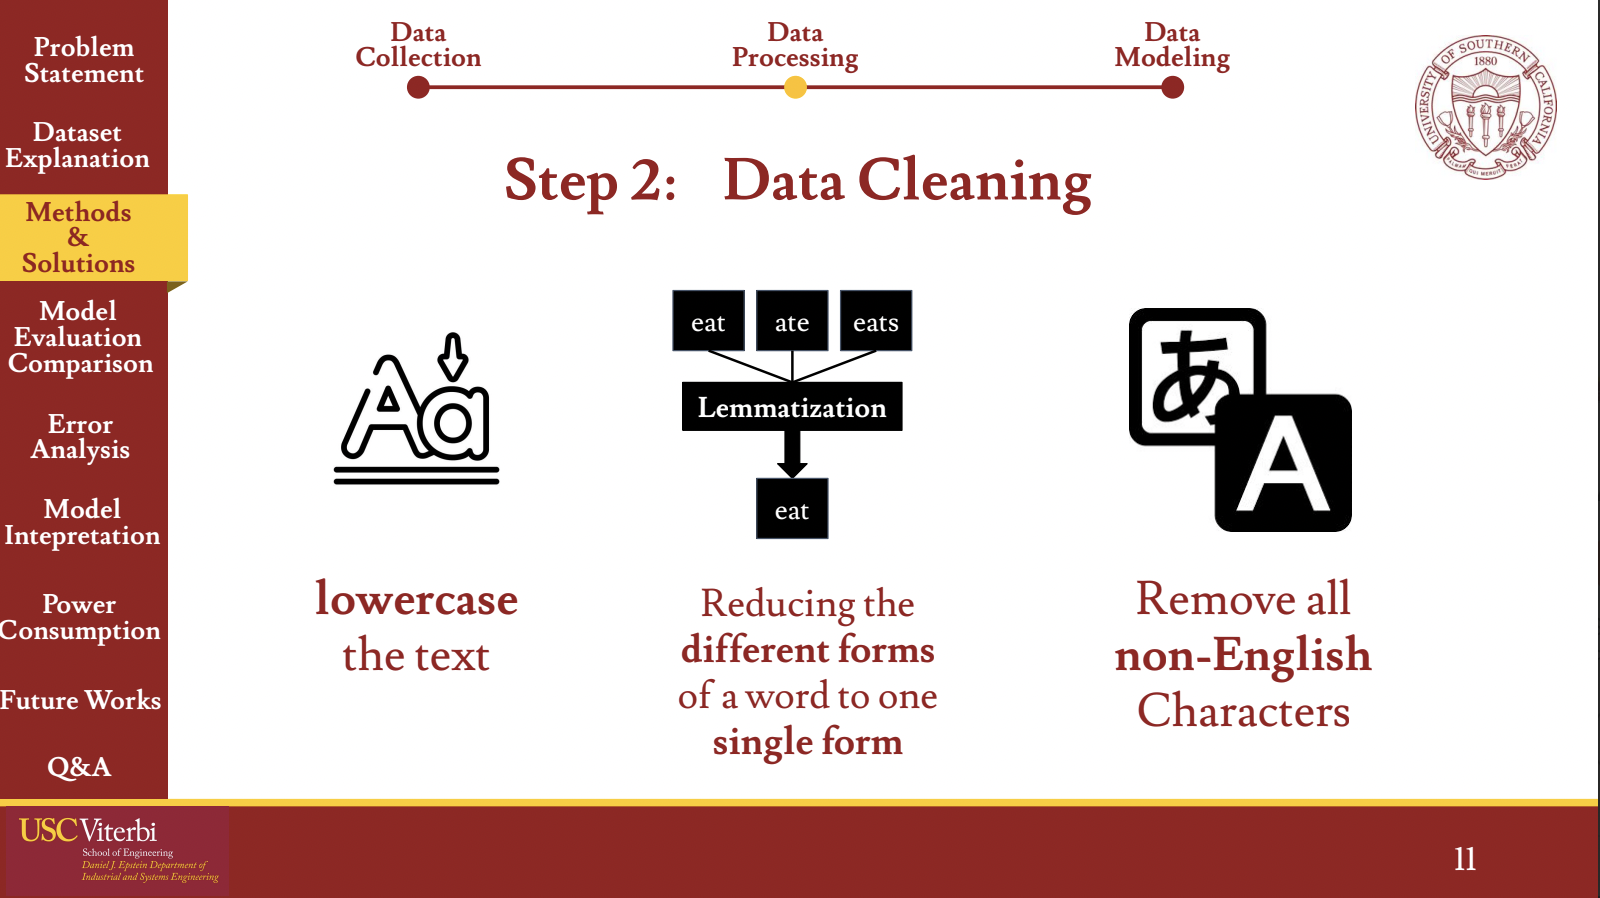 Problem
Statement
Dataset
Explanation
Methods
&
Solutions
Model
Evaluation
Comparison
Error
Analysis
Model
Intepretation
Power
Consumption
Future Works
Q&A
Data
Collection
Data
Processing
Data
Modeling
UNIVERSITY OF SOUTHERN CALIFORNIA
1880
Step 2: Data Cleaning
Aa
lowercase
the text
eat ate eats
Lemmatization
eat
Reducing the
different forms
of a word to one
single form
あ
A
Remove all
non-English
Characters
USC Viterbi
School of Engineering
Daniel J. Epstein Department of
Industrial and Systems Engineering
11